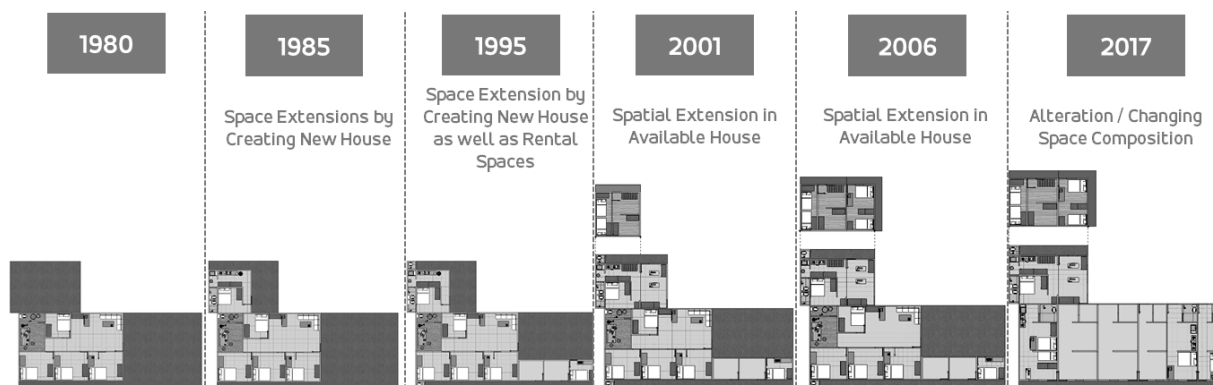 1980
1985
1995
2001
2006
2017
Space Extensions by
Creating New House
Space Extension by
Creating New House
as well as Rental
Spaces
Spatial Extension in
Available House
Spatial Extension in
Available House
Alteration / Changing
Space Composition